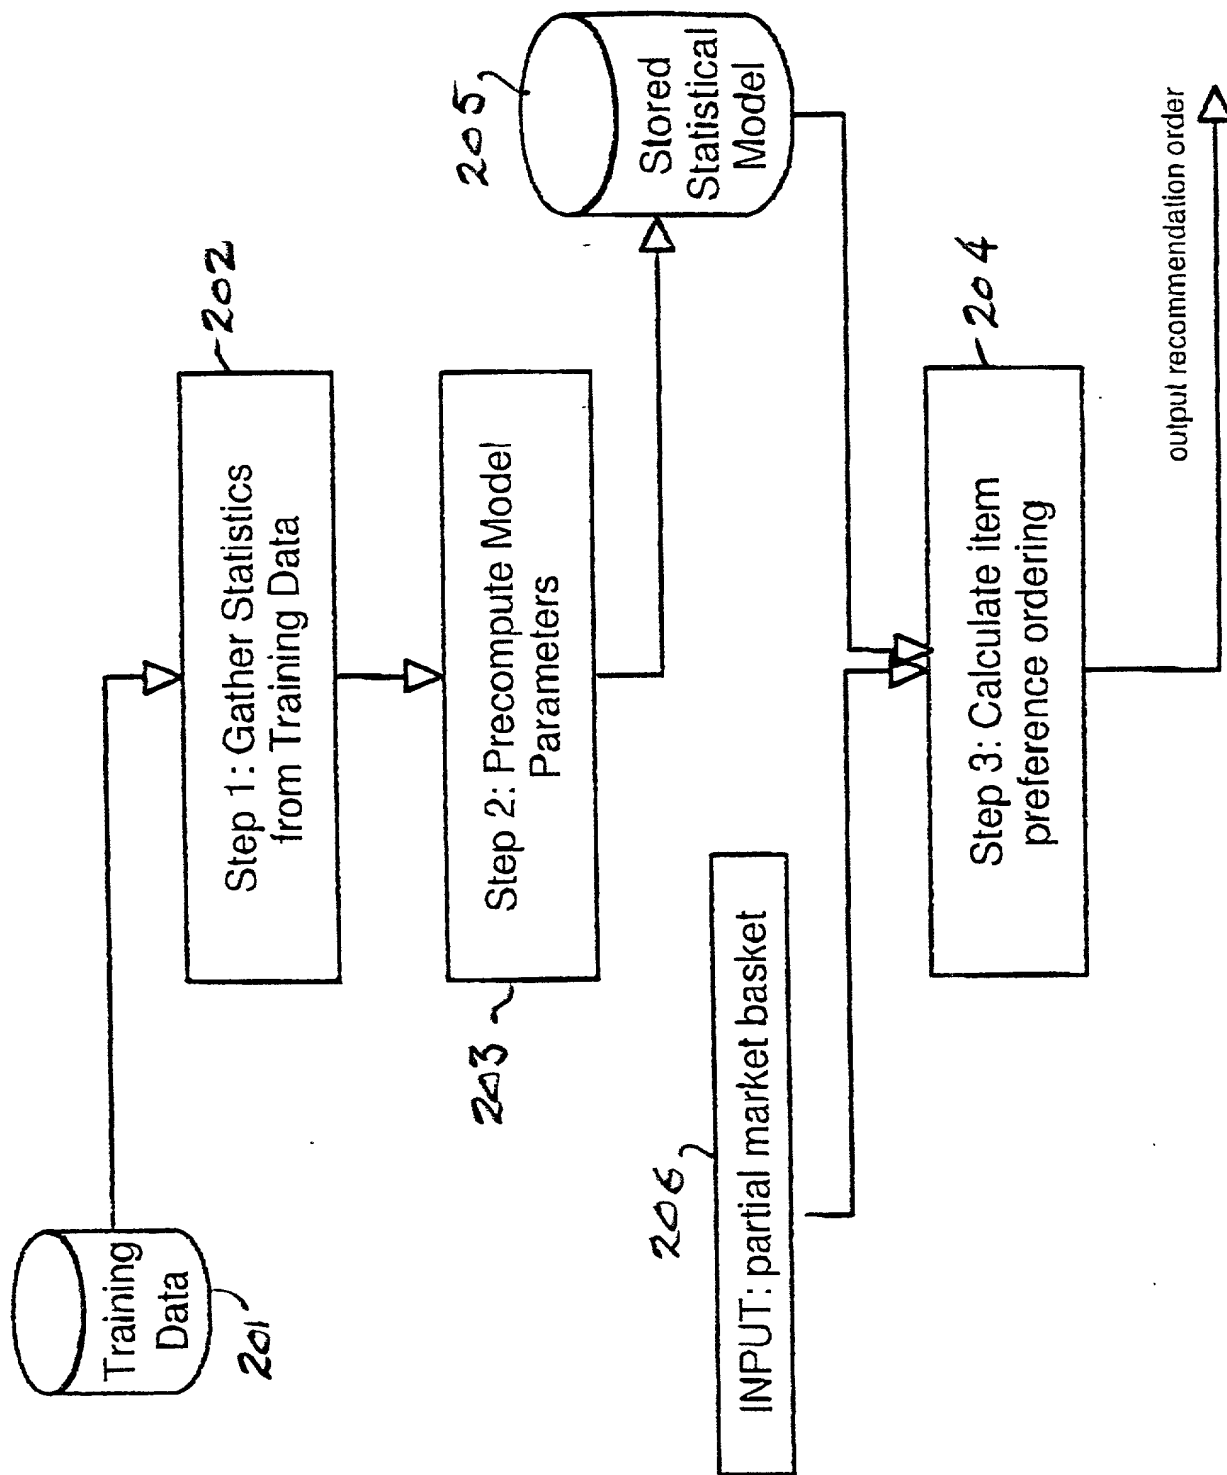 Training
Data
201
202
Step 1: Gather Statistics
from Training Data
Step 2: Precompute Model
Parameters
203
205
Stored
Statistical
Model
206
INPUT: partial market basket
204
Step 3: Calculate item
preference ordering
output recommendation order